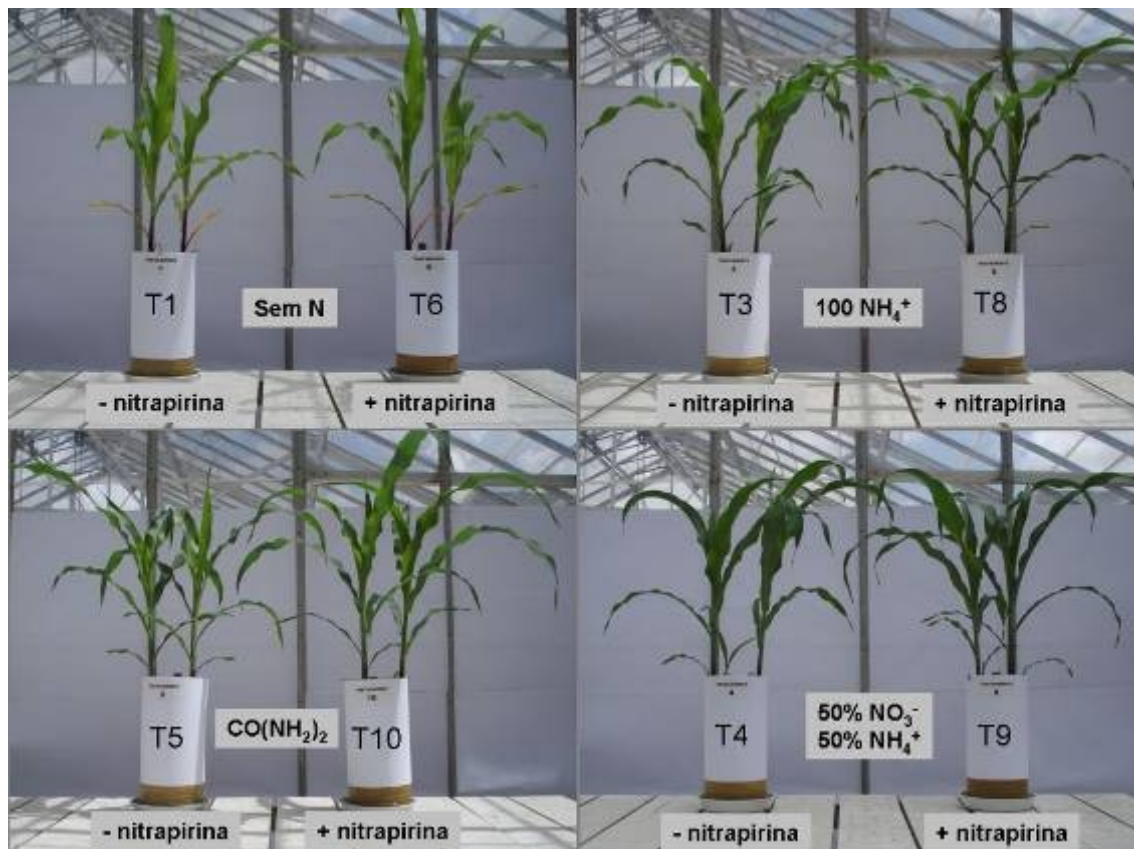 T1
Sem N
T6
- nitrapirina
+ nitrapirina
T3
100 NH₄⁺
T8
- nitrapirina
+ nitrapirina
T5
CO(NH₂)₂
T10
- nitrapirina
+ nitrapirina
T4
50% NO₃⁻
50% NH₄⁺
T9
- nitrapirina
+ nitrapirina